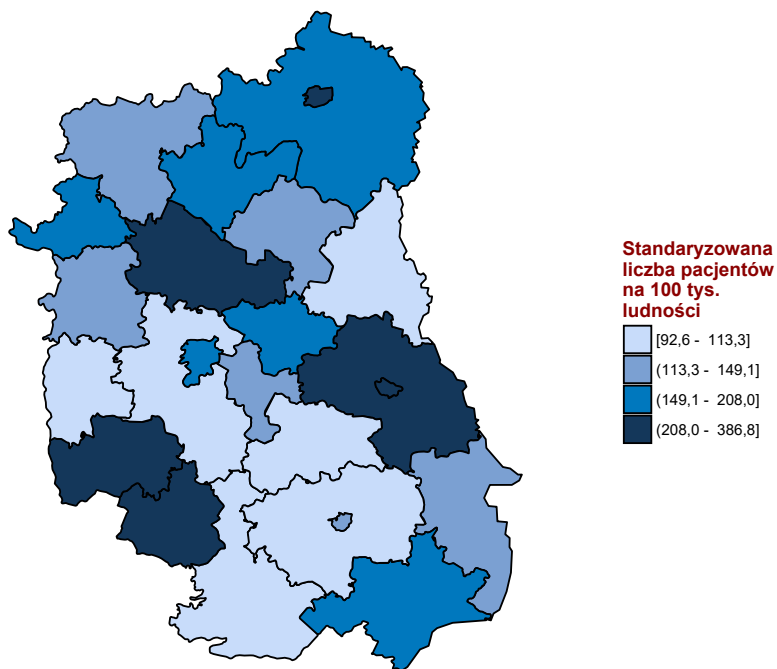 Standaryzowana
liczba pacjentów
na 100 tys.
ludności
[92,6 - 113,3]
(113,3 - 149,1]
(149,1 - 208,0]
(208,0 - 386,8]